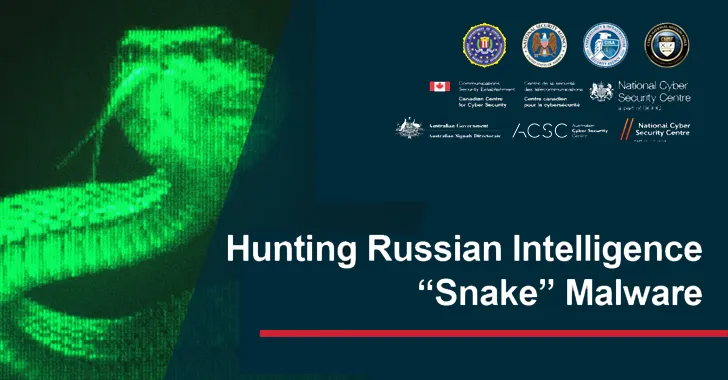 Communications
Security Establishment
Canadian Centre
for Cyber Security
Centre de la sécurité
des télécommunications
Centre canadien
pour la cybersécurité
National Cyber
Security Centre
a part of GCHQ
Australian Government
Australian Signals Directorate
ACSC
Australian
Cyber Security
Centre
National Cyber
Security Centre
Hunting Russian Intelligence
“Snake” Malware